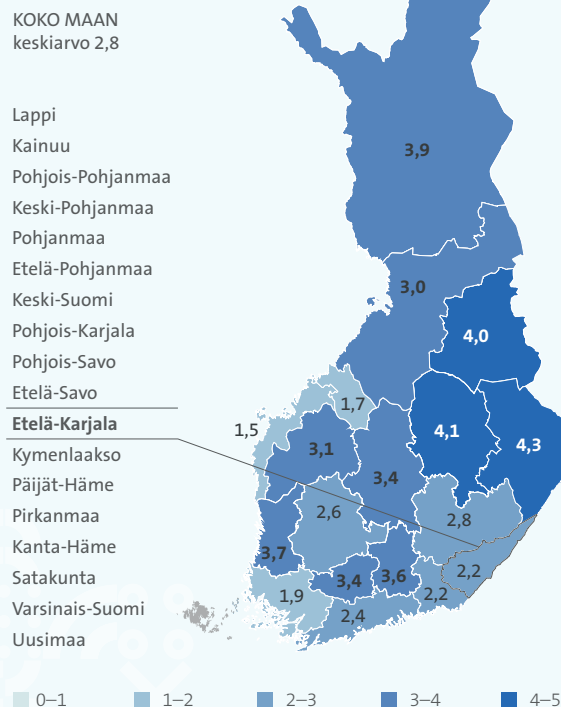 KOKO MAAN
keskiarvo 2,8
Lappi
Kainuu
Pohjois-Pohjanmaa
Keski-Pohjanmaa
Pohjanmaa
Etelä-Pohjanmaa
Keski-Suomi
Pohjois-Karjala
Pohjois-Savo
Etelä-Savo
Etelä-Karjala
Kymenlaakso
Päijät-Häme
Pirkanmaa
Kanta-Häme
Satakunta
Varsinais-Suomi
Uusimaa
3,9
3,0
4,0
1,7
1,5
4,1
3,1
4,3
3,4
2,6
2,8
3,7
3,4
3,6
2,2
1,9
2,2
2,4
0–1
1–2
2–3
3–4
4–5